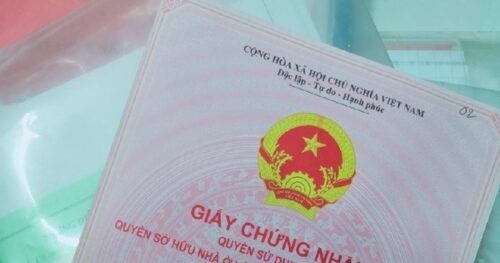 CỘNG HÒA XÃ HỘI CHỦ NGHĨA VIỆT NAM
Độc lập - Tự do - Hạnh phúc
02
GIẤY CHỨNG NHẬ
QUYỀN SỬ DỤ
QUYỀN SỞ HỮU NHÀ Ở